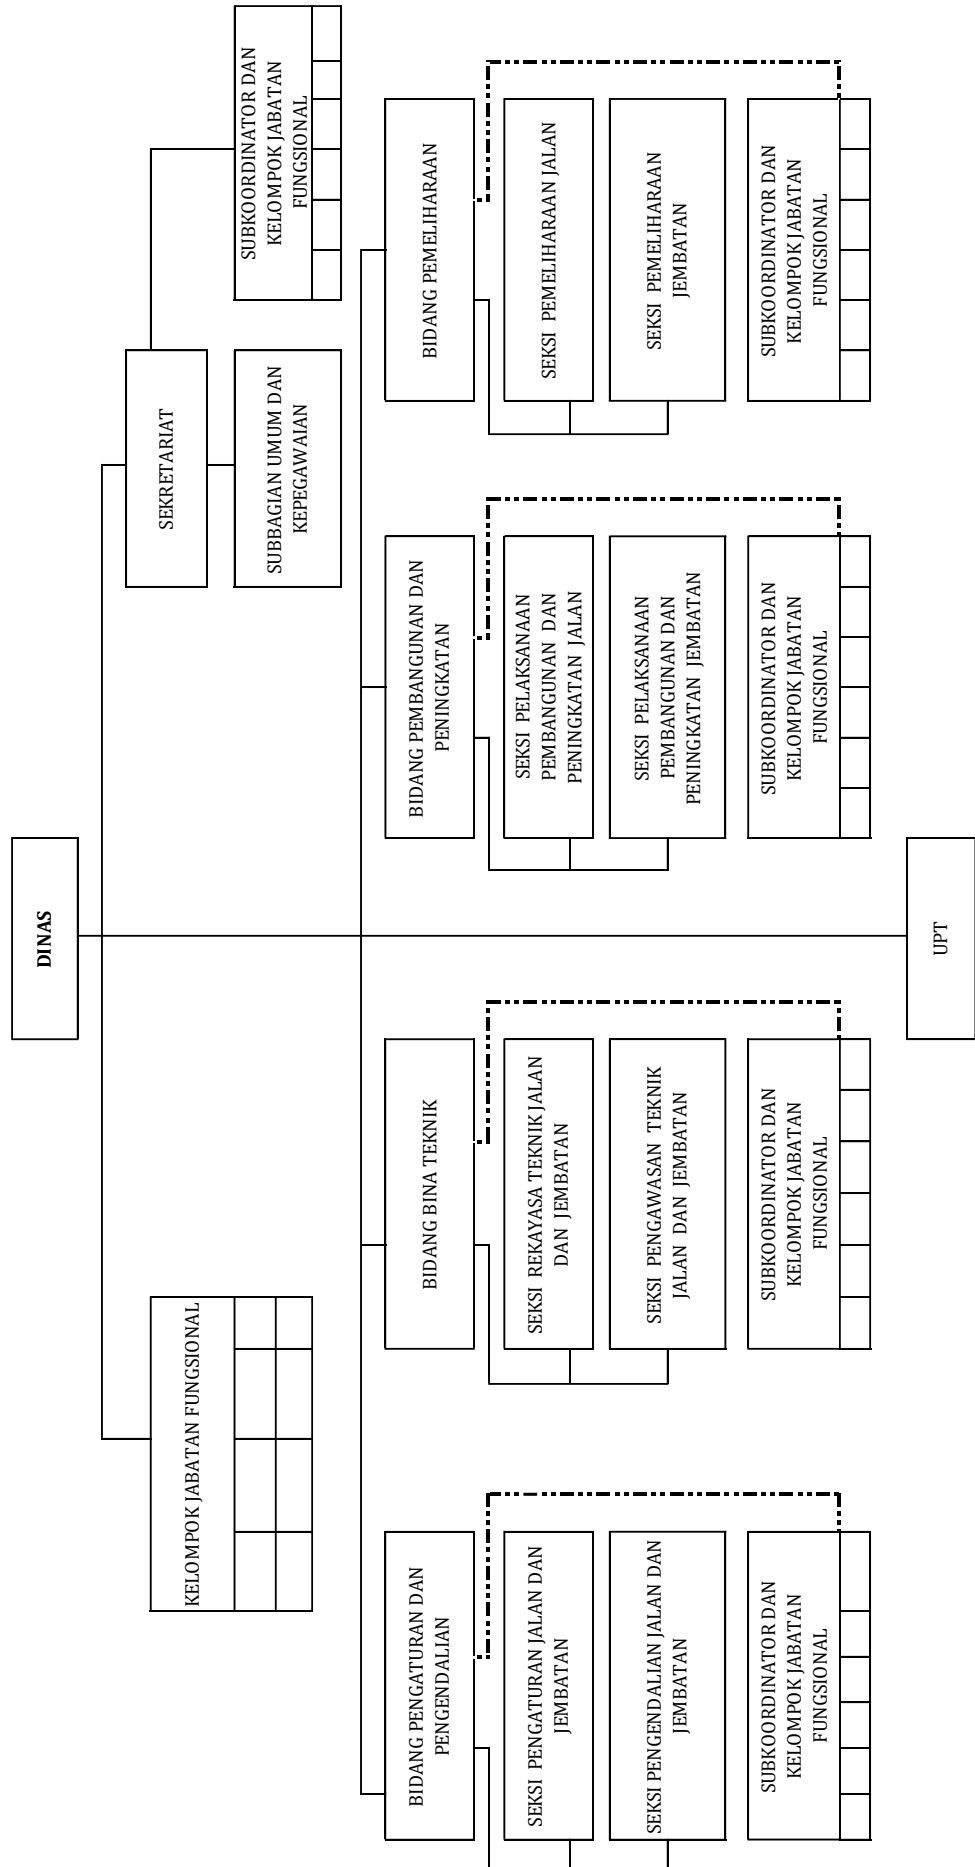 DINAS
KELOMPOK JABATAN FUNGSIONAL
SEKRETARIAT
SUBBAGIAN UMUM DAN
KEPEGAWAIAN
SUBKOORDINATOR DAN
KELOMPOK JABATAN
FUNGSIONAL
BIDANG PENGATURAN DAN
PENGENDALIAN
SEKSI PENGATURAN JALAN DAN
JEMBATAN
SEKSI PENGENDALIAN JALAN DAN
JEMBATAN
SUBKOORDINATOR DAN
KELOMPOK JABATAN
FUNGSIONAL
BIDANG BINA TEKNIK
SEKSI REKAYASA TEKNIK JALAN
DAN JEMBATAN
SEKSI PENGAWASAN TEKNIK
JALAN DAN JEMBATAN
SUBKOORDINATOR DAN
KELOMPOK JABATAN
FUNGSIONAL
BIDANG PEMBANGUNAN DAN
PENINGKATAN
SEKSI PELAKSANAAN
PEMBANGUNAN DAN
PENINGKATAN JALAN
SEKSI PELAKSANAAN
PEMBANGUNAN DAN
PENINGKATAN JEMBATAN
SUBKOORDINATOR DAN
KELOMPOK JABATAN
FUNGSIONAL
BIDANG PEMELIHARAAN
SEKSI PEMELIHARAAN JALAN
SEKSI PEMELIHARAAN
JEMBATAN
SUBKOORDINATOR DAN
KELOMPOK JABATAN
FUNGSIONAL
UPT